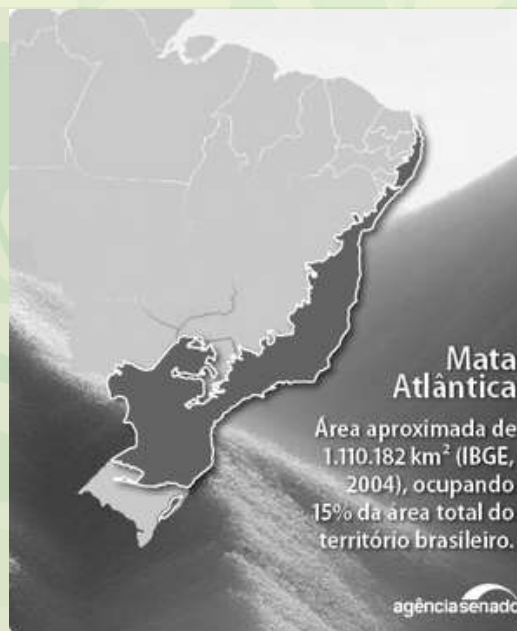 Mata
Atlântica
Área aproximada de
1.110.182 km² (IBGE,
2004), ocupando
15% da área total do
território brasileiro.
agênciasenado